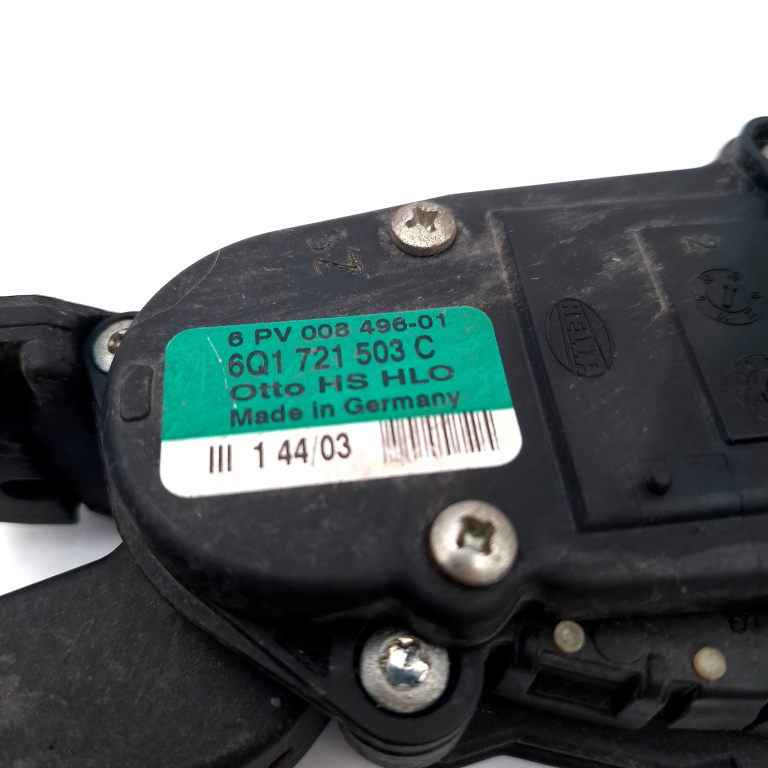 6 PV 008 496-01
6Q1 721 503 C
Otto HS HLO
Made in Germany
III 1 44/03
HELLA
2